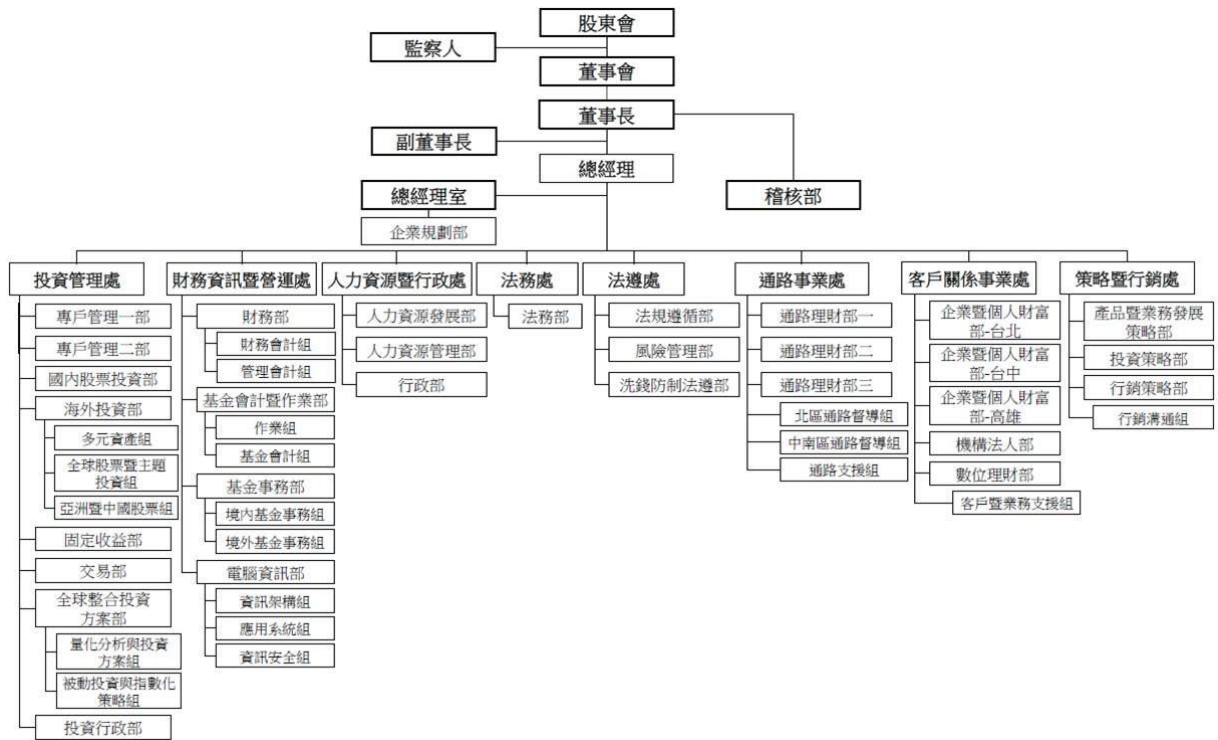 股東會
監察人
董事會
董事長
副董事長
總經理
總經理室
稽核部
企業規劃部
投資管理處
專戶管理一部
專戶管理二部
國內股票投資部
海外投資部
多元資產組
全球股票暨主題
投資組
亞洲暨中國股票組
固定收益部
交易部
全球整合投資
方案部
量化分析與投資
方案組
被動投資與指數化
策略組
投資行政部
財務資訊暨營運處
財務部
財務會計組
管理會計組
基金會計暨作業部
作業組
基金會計組
基金事務部
境內基金事務組
境外基金事務組
電腦資訊部
資訊架構組
應用系統組
資訊安全組
人力資源暨行政處
人力資源發展部
人力資源管理部
行政部
法務處
法務部
法遵處
法規遵循部
風險管理部
洗錢防制法遵部
通路事業處
通路理財部一
通路理財部二
通路理財部三
北區通路督導組
中南區通路督導組
通路支援組
客戶關係事業處
企業暨個人財富
部-台北
企業暨個人財富
部-台中
企業暨個人財富
部-高雄
機構法人部
數位理財部
客戶暨業務支援組
策略暨行銷處
產品暨業務發展
策略部
投資策略部
行銷策略部
行銷溝通組